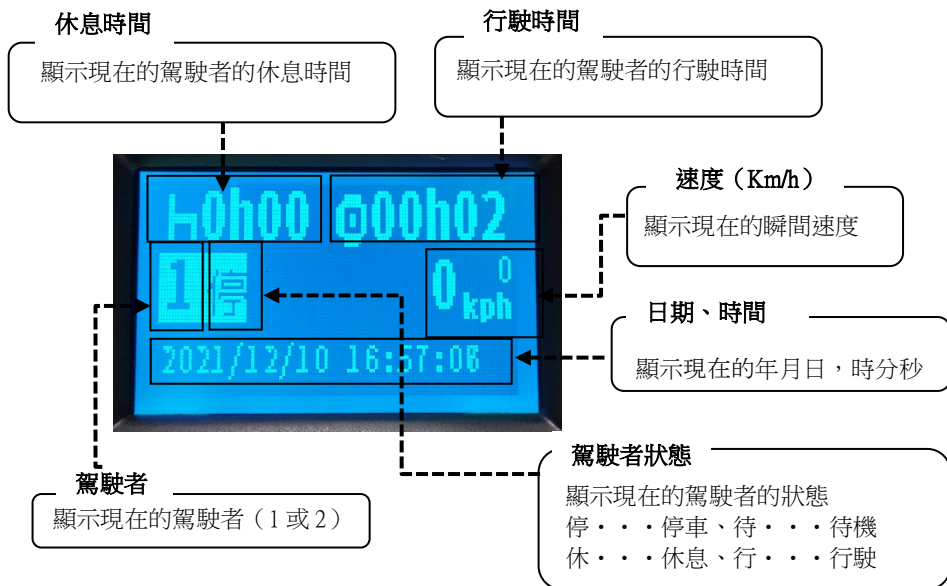 休息時間
顯示現在的駕駛者的休息時間
行駛時間
顯示現在的駕駛者的行駛時間
0h00
00h02
速度（Km/h）
顯示現在的瞬間速度
1 停
0 0
kph
日期、時間
顯示現在的年月日，時分秒
2021/12/10 16:57:06
駕駛者
顯示現在的駕駛者（1 或 2）
駕駛者狀態
顯示現在的駕駛者的狀態
停・・・停車、待・・・待機
休・・・休息、行・・・行駛